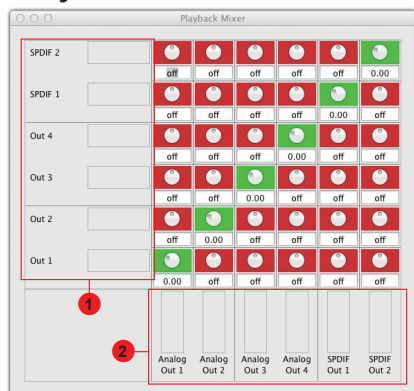 Playback Mixer
SPDIF 2
off off off off off 0.00
SPDIF 1
off off off off 0.00 off
Out 4
off off off 0.00 off off
Out 3
off off 0.00 off off off
Out 2
off 0.00 off off off off
Out 1
0.00 off off off off off
1
2
Analog Analog Analog Analog SPDIF SPDIF
Out 1 Out 2 Out 3 Out 4 Out 1 Out 2